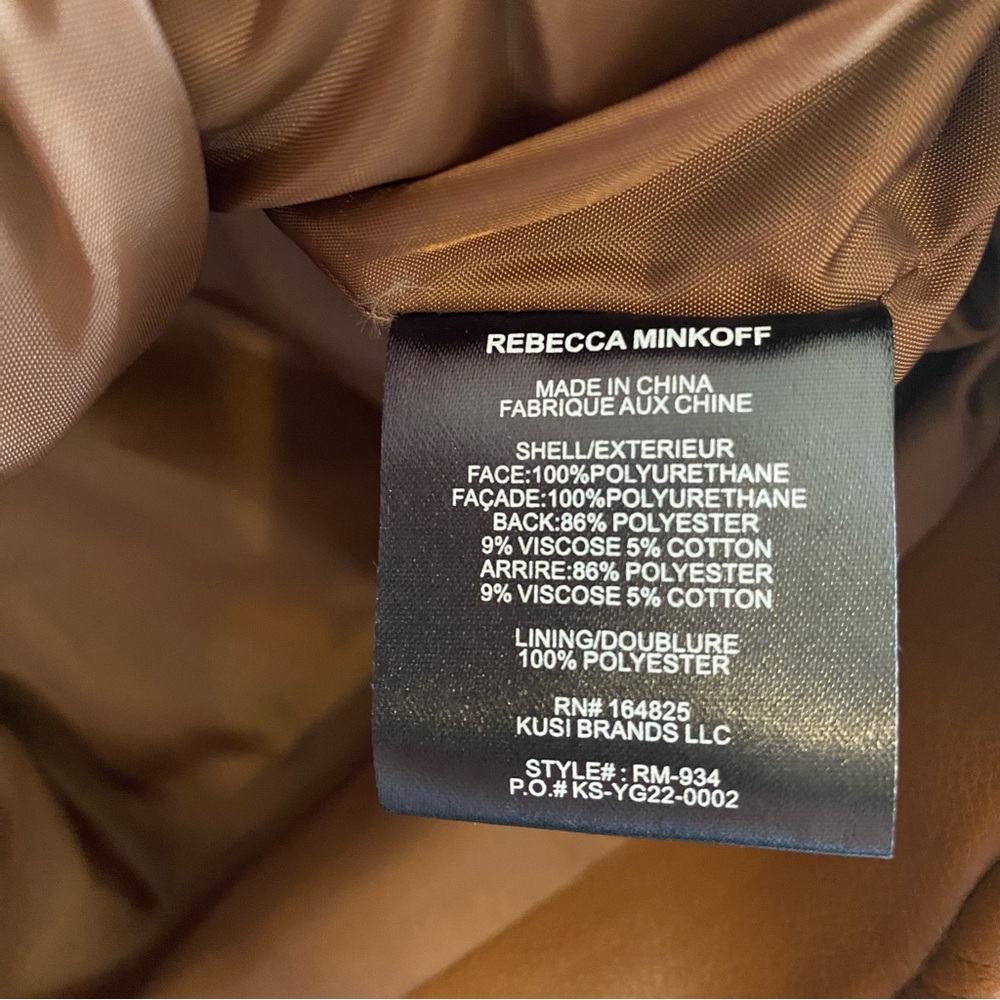 REBECCA MINKOFF
MADE IN CHINA
FABRIQUE AUX CHINE
SHELL/EXTERIEUR
FACE:100%POLYURETHANE
FAÇADE:100%POLYURETHANE
BACK:86% POLYESTER
9% VISCOSE 5% COTTON
ARRIRE:86% POLYESTER
9% VISCOSE 5% COTTON
LINING/DOUBLURE
100% POLYESTER
RN# 164825
KUSI BRANDS LLC
STYLE# : RM-934
P.O.# KS-YG22-0002